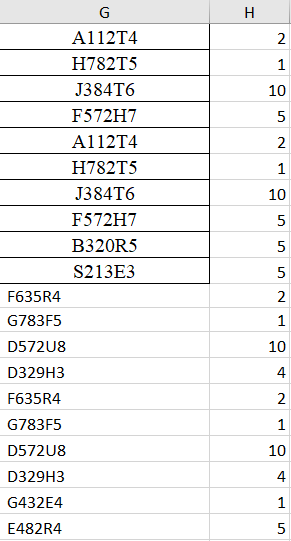 G H
A112T4 2
H782T5 1
J384T6 10
F572H7 5
A112T4 2
H782T5 1
J384T6 10
F572H7 5
B320R5 5
S213E3 5
F635R4 2
G783F5 1
D572U8 10
D329H3 4
F635R4 2
G783F5 1
D572U8 10
D329H3 4
G432E4 1
E482R4 5